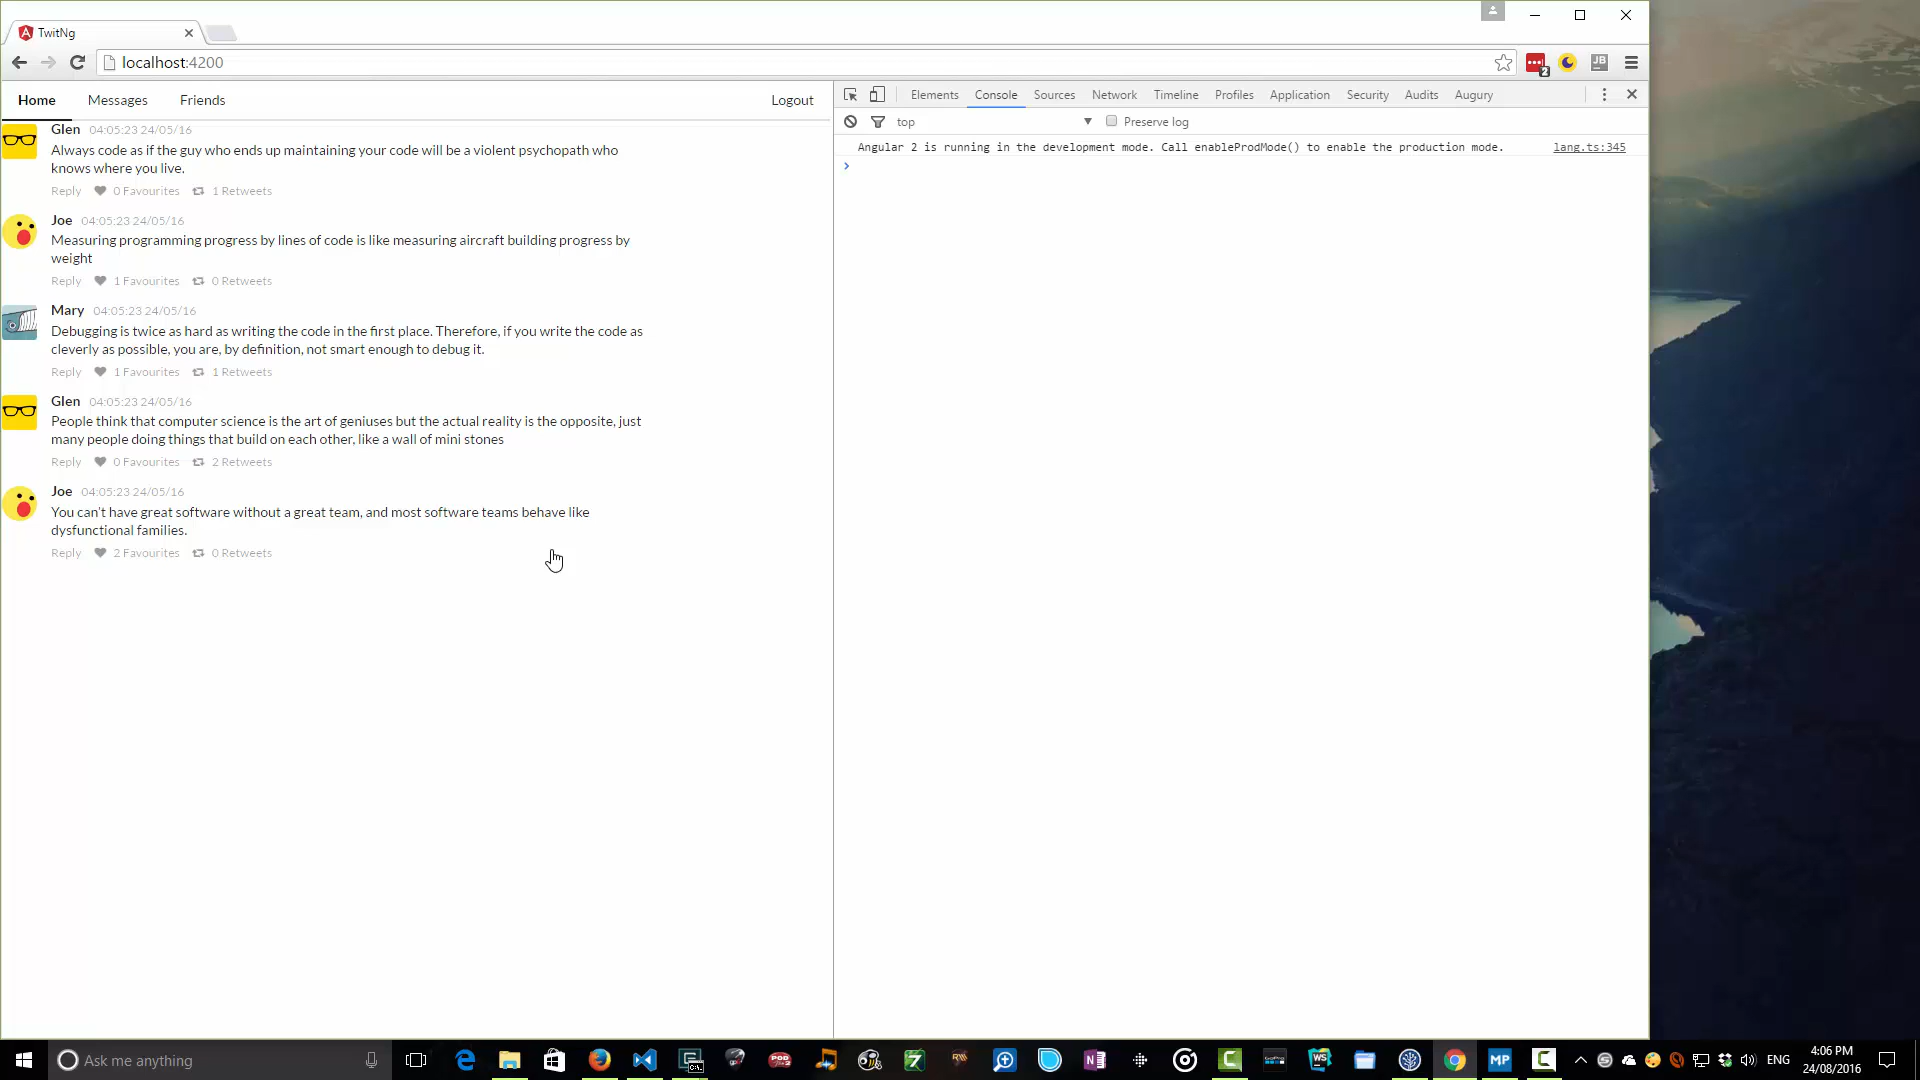 TwitNg
localhost:4200
2
JB
Home Messages Friends Logout
Elements Console Sources Network Timeline Profiles Application Security Audits Augury
top Preserve log
Angular 2 is running in the development mode. Call enableProdMode() to enable the production mode. lang.ts:345
Glen 04:05:23 24/05/16
Always code as if the guy who ends up maintaining your code will be a violent psychopath who
knows where you live.
Reply 0 Favourites 1 Retweets
Joe 04:05:23 24/05/16
Measuring programming progress by lines of code is like measuring aircraft building progress by
weight
Reply 1 Favourites 0 Retweets
Mary 04:05:23 24/05/16
Debugging is twice as hard as writing the code in the first place. Therefore, if you write the code as
cleverly as possible, you are, by definition, not smart enough to debug it.
Reply 1 Favourites 1 Retweets
Glen 04:05:23 24/05/16
People think that computer science is the art of geniuses but the actual reality is the opposite, just
many people doing things that build on each other, like a wall of mini stones
Reply 0 Favourites 2 Retweets
Joe 04:05:23 24/05/16
You can't have great software without a great team, and most software teams behave like
dysfunctional families.
Reply 2 Favourites 0 Retweets
Ask me anything
WS
MP
ENG
4:06 PM
24/08/2016